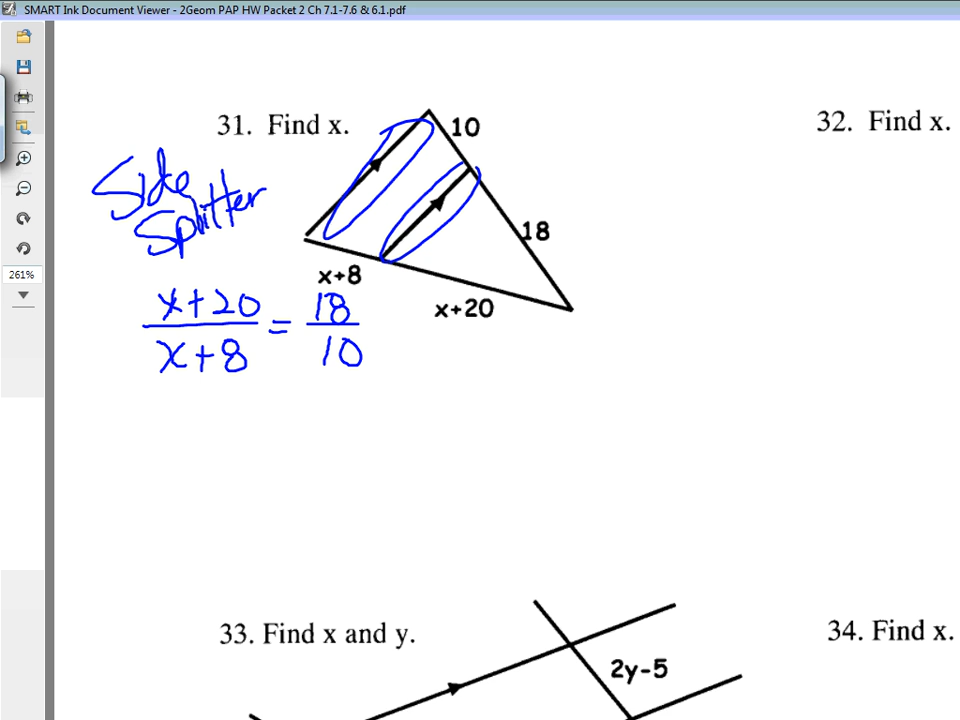 SMART Ink Document Viewer - 2Geom PAP HW Packet 2 Ch 7.1-7.6 & 6.1.pdf
261%
31. Find x.
10
18
x+8
x+20
Side
Splitter
x+20
x+8
=
18
10
32. Find x.
33. Find x and y.
2y-5
34. Find x.